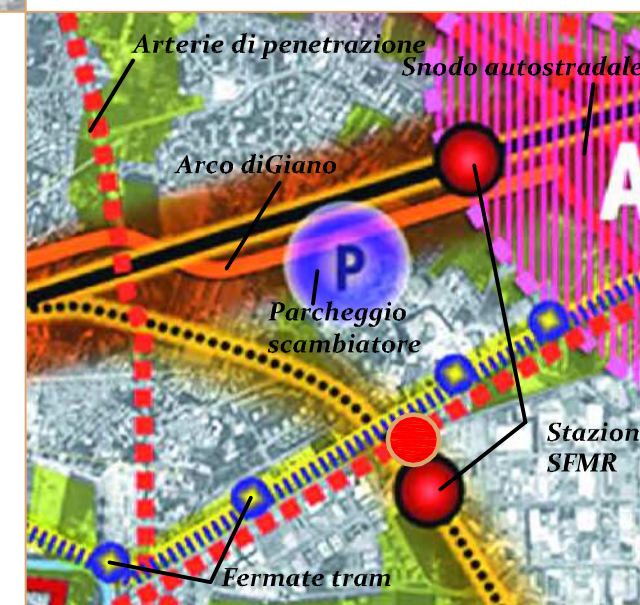 Arterie di penetrazione
Snodo autostradale
Arco diGiano
A
P
Parcheggio
scambiatore
Stazion
SFMR
Fermate tram